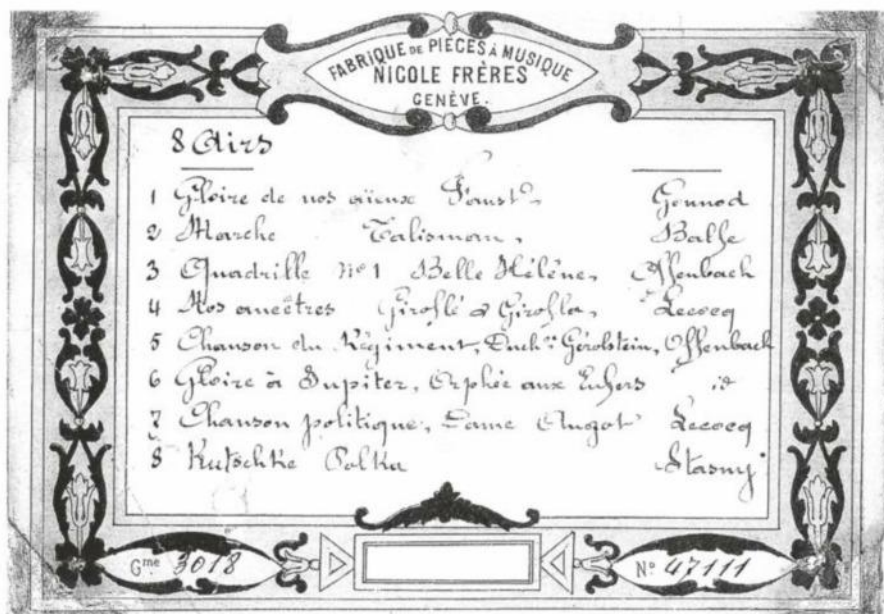 FABRIQUE DE PIÈCES À MUSIQUE
NICOLE FRÈRES
GENÈVE.
8 Airs
1 Gloire de nos aïeux Faust, Gounod
2 Marche Talisman, Balfe
3 Quadrille Nº1 Belle Hélène, Offenbach
4 Nos ancêtres Giroflé Girofla, Lecocq
5 Chanson du Régiment, Duch.sse Gérolstein, Offenbach
6 Gloire à Jupiter, Orphée aux Enfers id
7 Chanson politique, Dame Angot Lecocq
8 Kutschke Polka Stasny
Gme 3018 Nº 47111